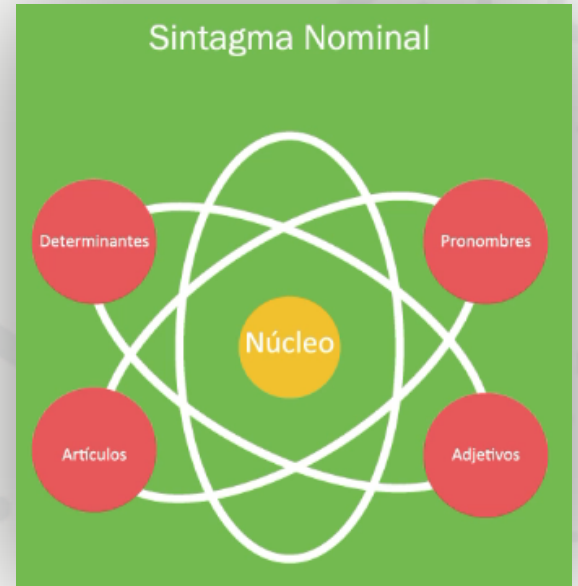 Sintagma Nominal
Determinantes
Pronombres
Núcleo
Artículos
Adjetivos